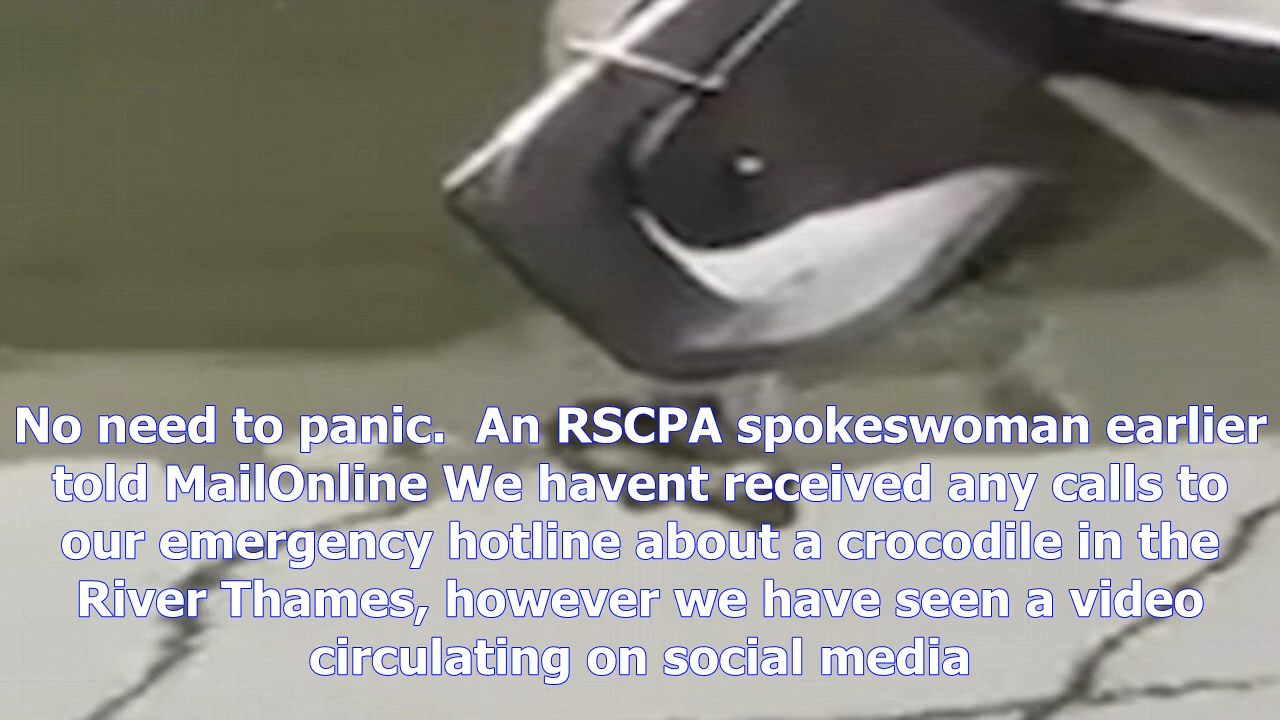 No need to panic.  An RSCPA spokeswoman earlier
told MailOnline We havent received any calls to
our emergency hotline about a crocodile in the
River Thames, however we have seen a video
circulating on social media